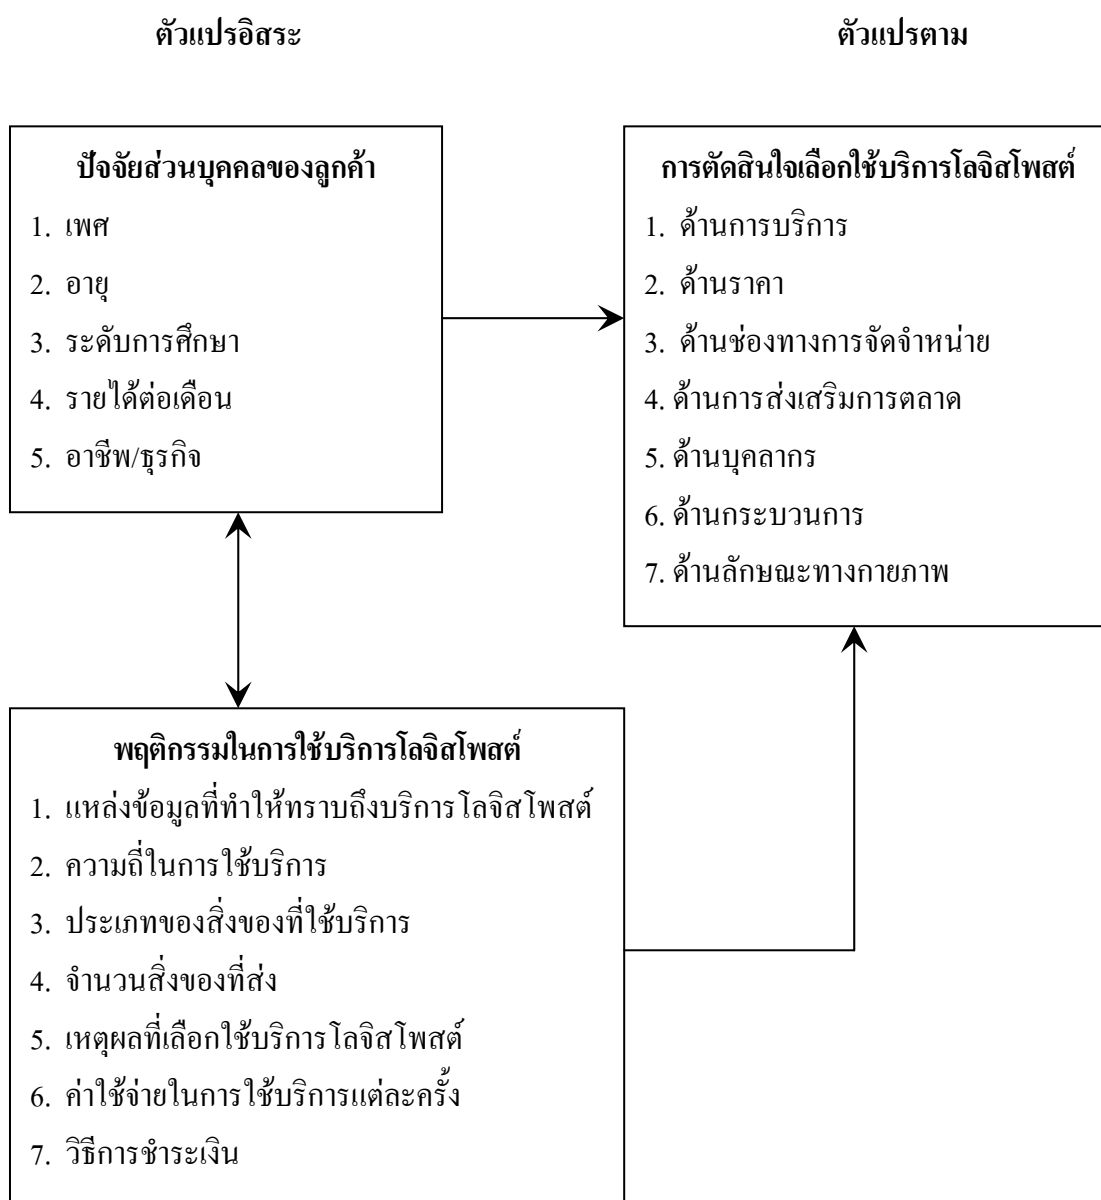 ตัวแปรอิสระ
ตัวแปรตาม
ปัจจัยส่วนบุคคลของลูกค้า
1. เพศ
2. อายุ
3. ระดับการศึกษา
4. รายได้ต่อเดือน
5. อาชีพ/ธุรกิจ
การตัดสินใจเลือกใช้บริการโลจิสโพสต์
1. ด้านการบริการ
2. ด้านราคา
3. ด้านช่องทางการจัดจำหน่าย
4. ด้านการส่งเสริมการตลาด
5. ด้านบุคลากร
6. ด้านกระบวนการ
7. ด้านลักษณะทางกายภาพ
พฤติกรรมในการใช้บริการโลจิสโพสต์
1. แหล่งข้อมูลที่ทำให้ทราบถึงบริการโลจิสโพสต์
2. ความถี่ในการใช้บริการ
3. ประเภทของสิ่งของที่ใช้บริการ
4. จำนวนสิ่งของที่ส่ง
5. เหตุผลที่เลือกใช้บริการโลจิสโพสต์
6. ค่าใช้จ่ายในการใช้บริการแต่ละครั้ง
7. วิธีการชำระเงิน